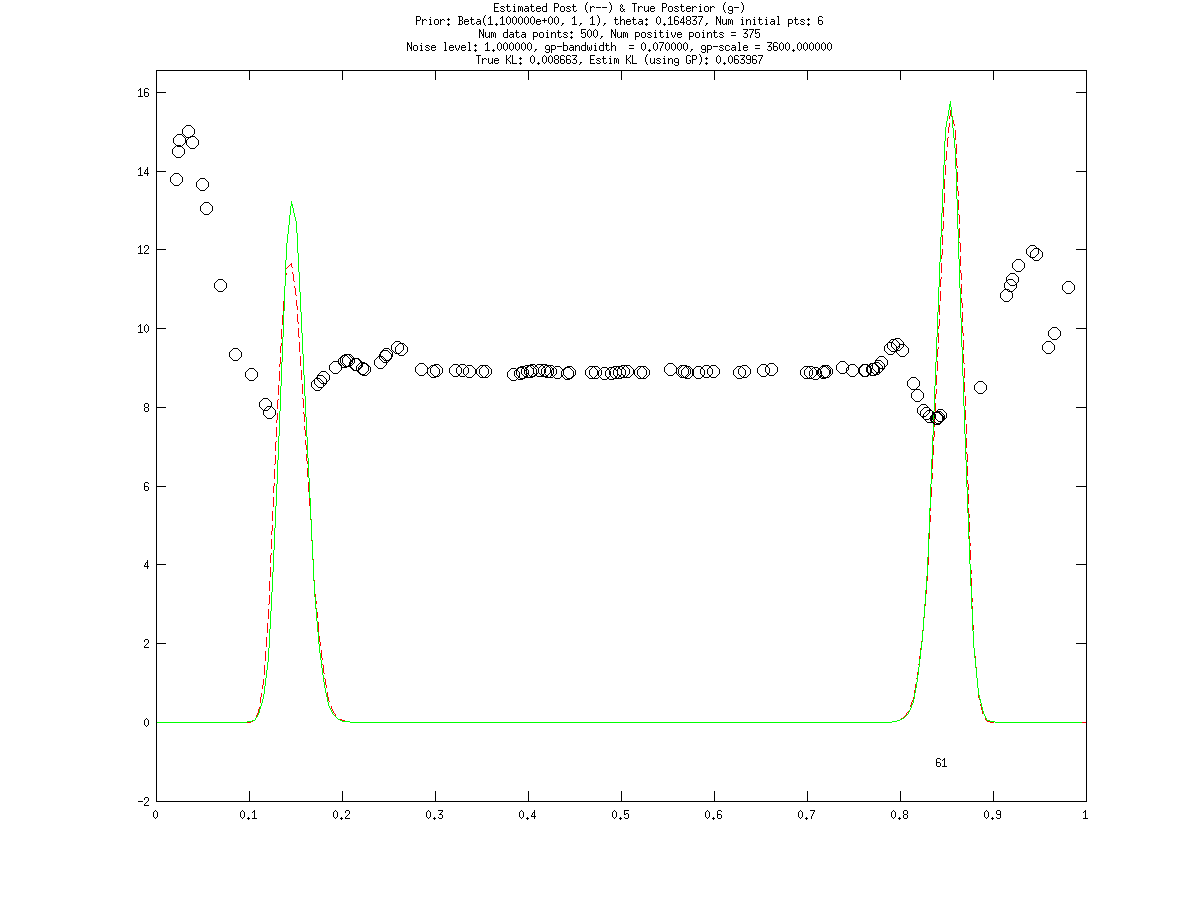 Estimated Post (r--) & True Posterior (g-)
Prior: Beta(1.100000e+00, 1, 1), theta: 0.164837, Num initial pts: 6
Num data points: 500, Num positive points = 375
Noise level: 1.000000, gp-bandwidth  = 0.070000, gp-scale = 3600.000000
True KL: 0.008663, Estim KL (using GP): 0.063967
16
14
12
10
8
6
4
2
0
61
-2
0 0.1 0.2 0.3 0.4 0.5 0.6 0.7 0.8 0.9 1